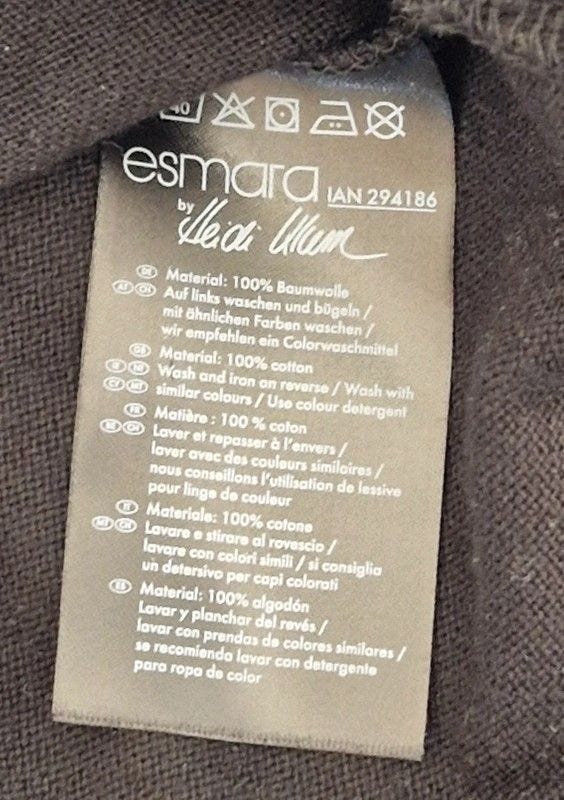 40
esmara IAN 294186
by Heidi Klum
DE Material: 100% Baumwolle
AT CH Auf links waschen und bügeln /
mit ähnlichen Farben waschen /
wir empfehlen ein Colorwaschmittel
GB Material: 100% cotton
IE NI Wash and iron on reverse / Wash with
CY MT similar colours / Use colour detergent
FR Matière : 100 % coton
BE CH Laver et repasser à l'envers /
laver avec des couleurs similaires /
nous conseillons l'utilisation de lessive
pour linge de couleur
IT Materiale: 100% cotone
MT CH Lavare e stirare al rovescio /
lavare con colori simili / si consiglia
un detersivo per capi colorati
ES Material: 100% algodón
Lavar y planchar del revés /
lavar con prendas de colores similares /
se recomienda lavar con detergente
para ropa de color